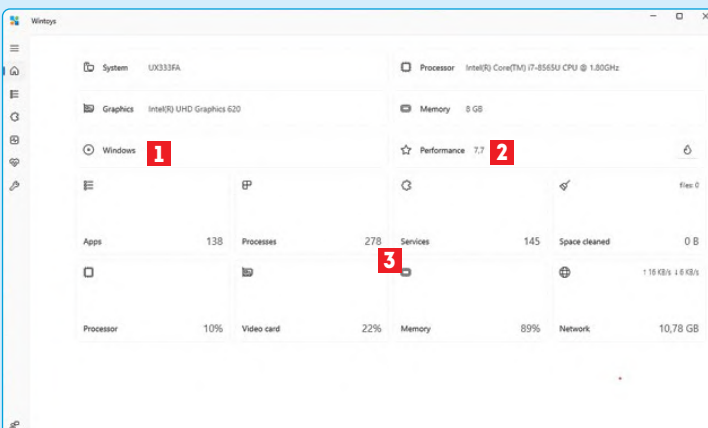 Wintoys
System UX333FA
Processor Intel(R) Core(TM) i7-8565U CPU @ 1.80GHz
Graphics Intel(R) UHD Graphics 620
Memory 8 GB
Windows 1
Performance 7,7 2
files: 0
Apps 138
Processes 278
Services 145
Space cleaned 0 B
3
↑ 16 KB/s ↓ 6 KB/s
Processor 10%
Video card 22%
Memory 89%
Network 10,78 GB